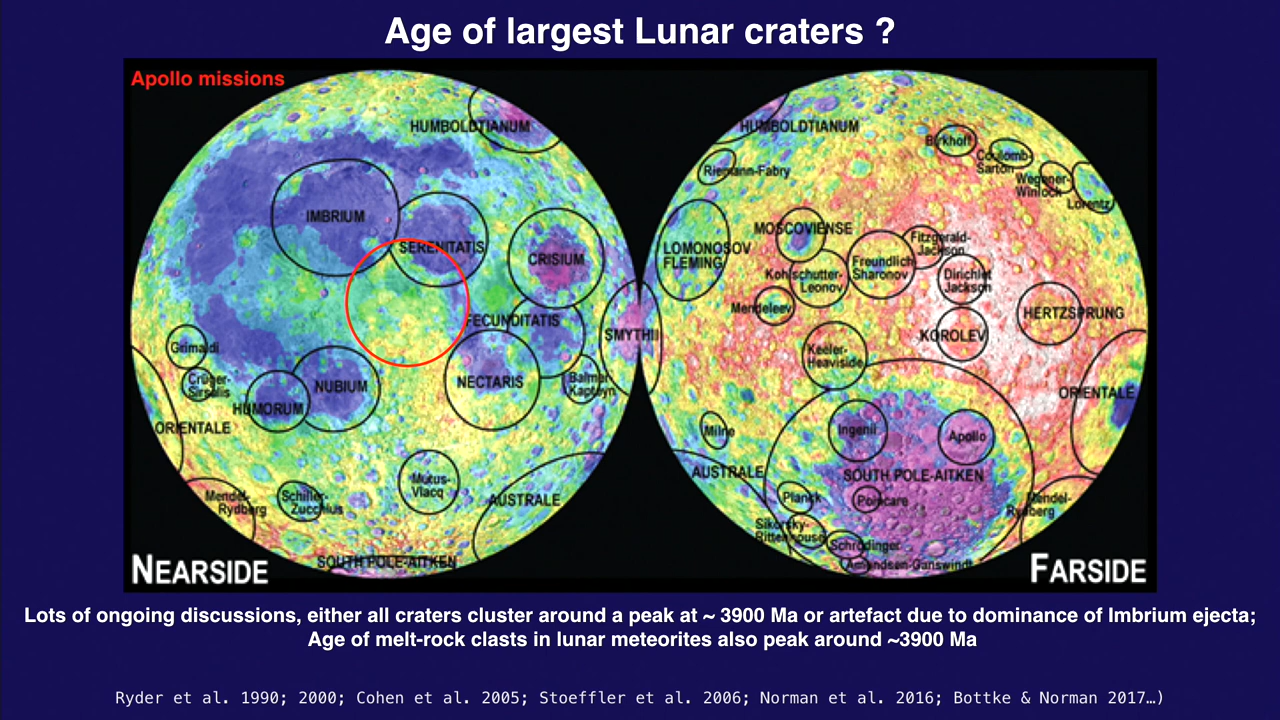 Age of largest Lunar craters ?
Apollo missions
HUMBOLDTIANUM
IMBRIUM
SERENITATIS
CRISIUM
FECUNDITATIS
SMYTHII
Grimaldi
Crüger-
Sirsalis
NUBIUM
HUMORUM
NECTARIS
Balmer
Kapteyn
ORIENTALE
Mutus-
Vlacq
Mendel-
Rydberg
Schiller-
Zucchius
AUSTRALE
SOUTH POLE-AITKEN
NEARSIDE
HUMBOLDTIANUM
Birkhoff
Coulomb-
Sarton
Riemann-Fabry
Wegener-
Winlock
Lorentz
MOSCOVIENSE
LOMONOSOV
FLEMING
Fitzgerald-
Jackson
Freundlich-
Sharonov
Kohlschutter-
Leonov
Dirichlet
Jackson
Mendeleev
HERTZSPRUNG
KOROLEV
Keeler-
Heaviside
ORIENTALE
Milne
Ingenii
Apollo
AUSTRALE
SOUTH POLE-AITKEN
Planck
Poincare
Mendel-
Rydberg
Sikorsky-
Rittenhouse
Schrödinger
Amundsen-Ganswindt
FARSIDE
Lots of ongoing discussions, either all craters cluster around a peak at ~ 3900 Ma or artefact due to dominance of Imbrium ejecta;
Age of melt-rock clasts in lunar meteorites also peak around ~3900 Ma
Ryder et al. 1990; 2000; Cohen et al. 2005; Stoeffler et al. 2006; Norman et al. 2016; Bottke & Norman 2017…)